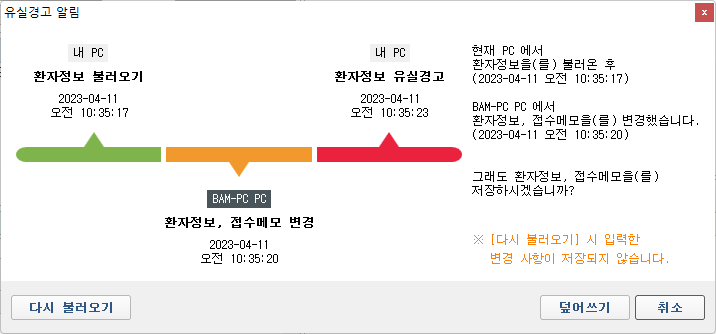 유실경고 알림
내 PC
환자정보 불러오기
2023-04-11
오전 10:35:17
내 PC
환자정보 유실경고
2023-04-11
오전 10:35:23
BAM-PC PC
환자정보, 접수메모 변경
2023-04-11
오전 10:35:20
현재 PC 에서
환자정보을(를) 불러온 후
(2023-04-11 오전 10:35:17)
BAM-PC PC 에서
환자정보, 접수메모을(를) 변경했습니다.
(2023-04-11 오전 10:35:20)
그래도 환자정보, 접수메모을(를)
저장하시겠습니까?
※ [다시 불러오기] 시 입력한
변경 사항이 저장되지 않습니다.
다시 불러오기
덮어쓰기
취소